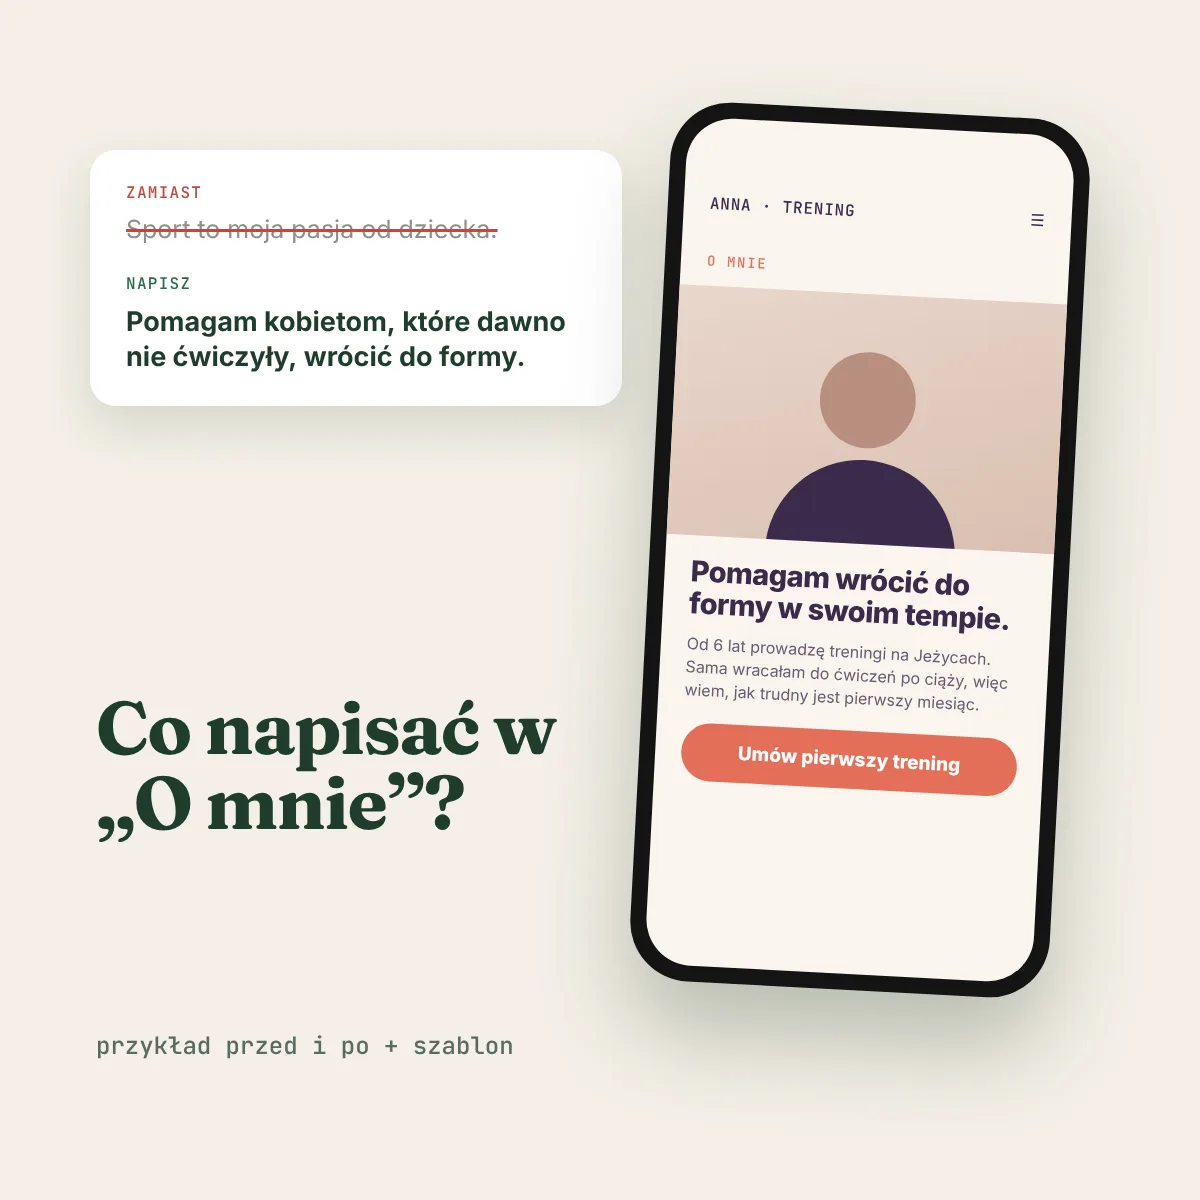 ZAMIAST
Sport to moja pasja od dziecka.
NAPISZ
Pomagam kobietom, które dawno
nie ćwiczyły, wrócić do formy.
Co napisać w
„O mnie”?
przykład przed i po + szablon
ANNA · TRENING
O MNIE
Pomagam wrócić do
formy w swoim tempie.
Od 6 lat prowadzę treningi na Jeżycach.
Sama wracałam do ćwiczeń po ciąży, więc
wiem, jak trudny jest pierwszy miesiąc.
Umów pierwszy trening